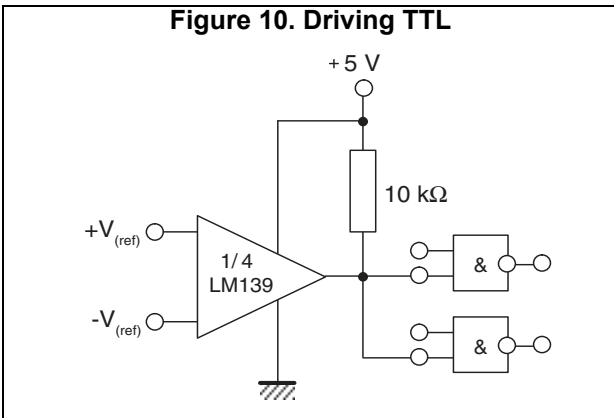 Figure 10. Driving TTL
+5 V
10 kΩ
+V(ref)
1/4
LM139
&
-V(ref)
&